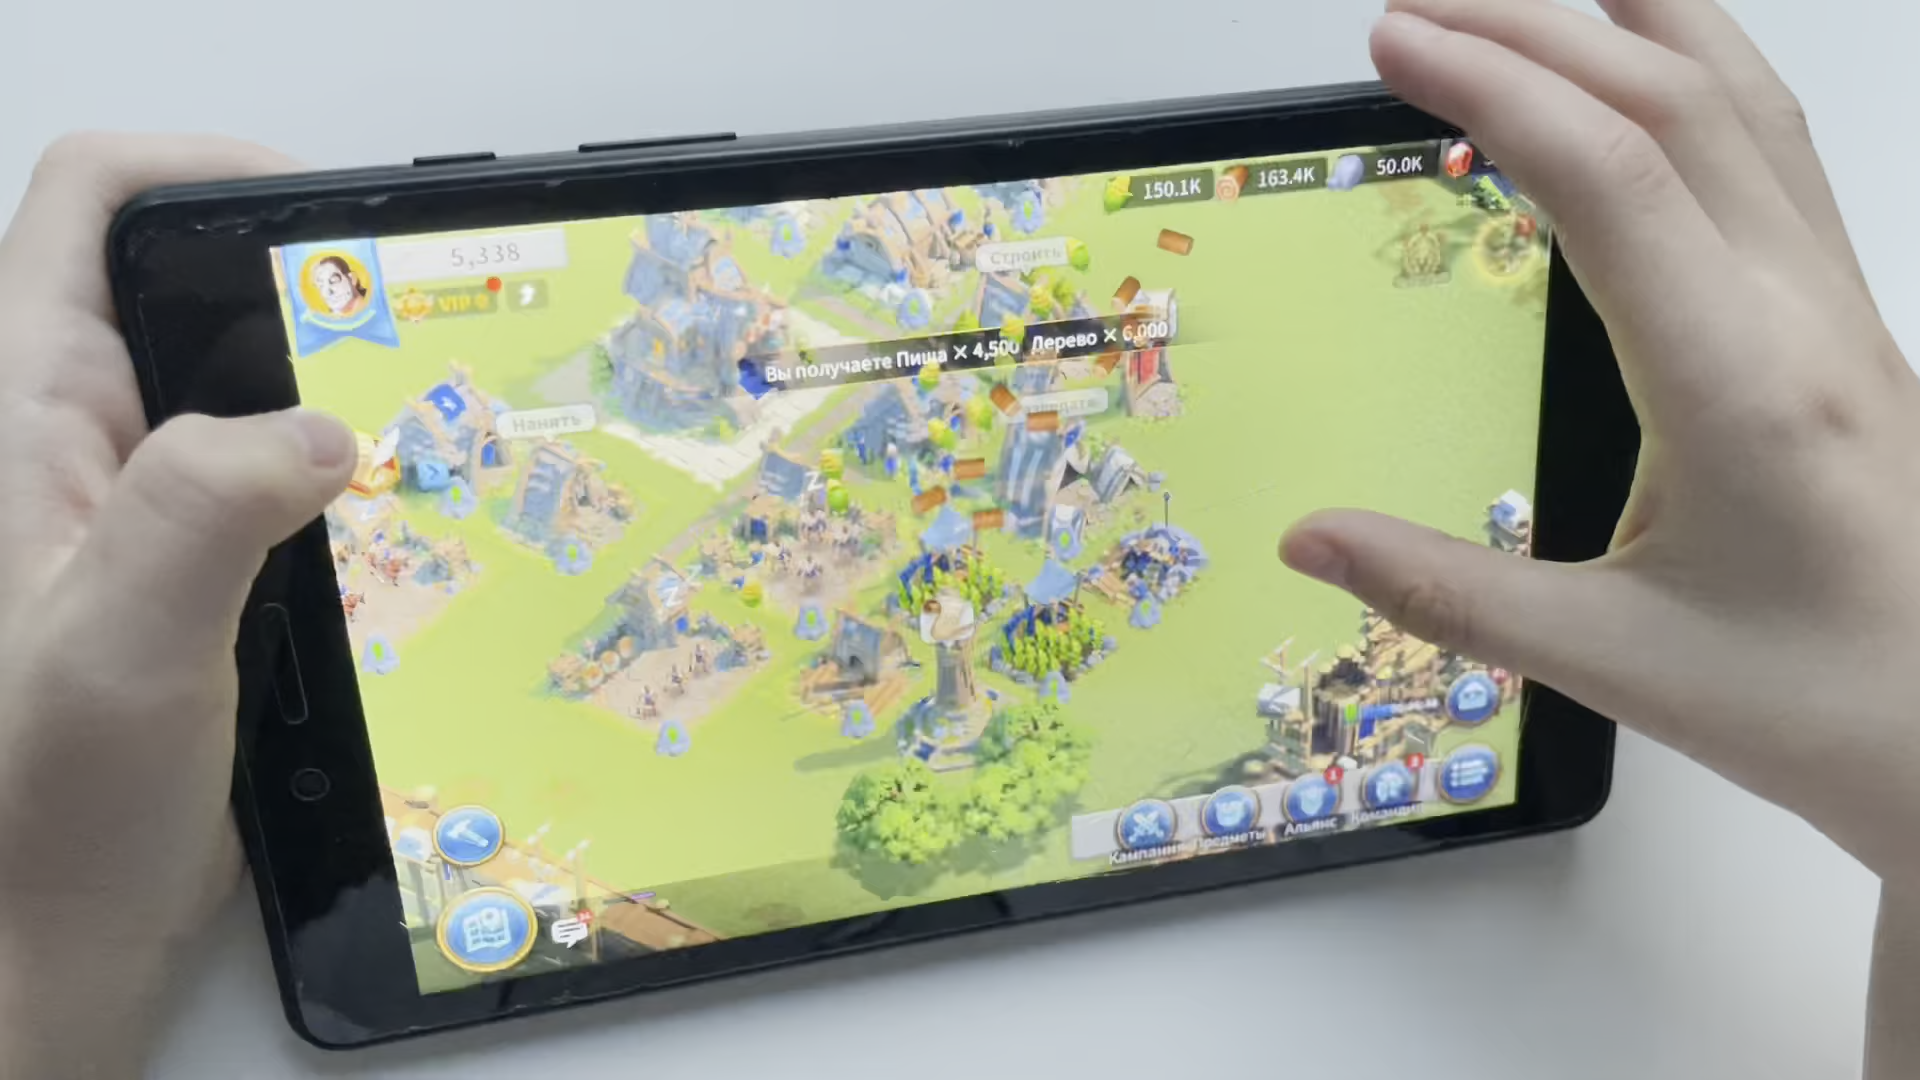 150.1K 163.4K 50.0K
5,338
VIP
Строить
Вы получаете Пища × 4,500 Дерево × 6,000
Нанять
1
Кампания Предметы Альянс